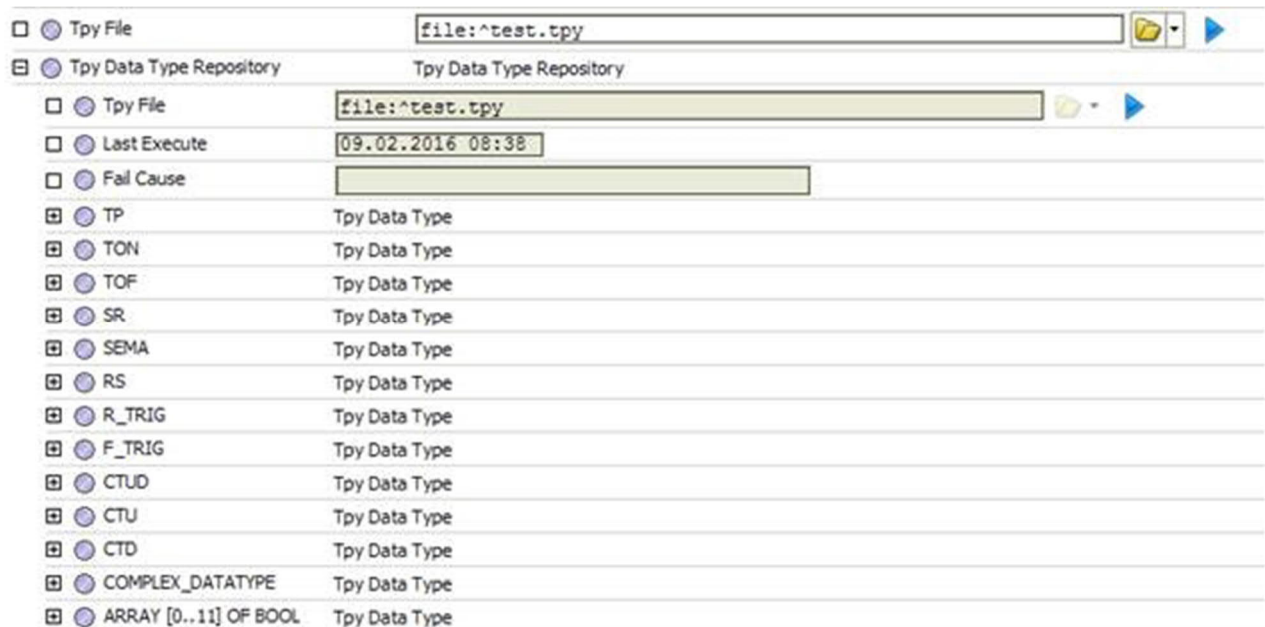 Tpy File file:^test.tpy
Tpy Data Type Repository Tpy Data Type Repository
Tpy File file:^test.tpy
Last Execute 09.02.2016 08:38
Fail Cause
TP Tpy Data Type
TON Tpy Data Type
TOF Tpy Data Type
SR Tpy Data Type
SEMA Tpy Data Type
RS Tpy Data Type
R_TRIG Tpy Data Type
F_TRIG Tpy Data Type
CTUD Tpy Data Type
CTU Tpy Data Type
CTD Tpy Data Type
COMPLEX_DATATYPE Tpy Data Type
ARRAY [0..11] OF BOOL Tpy Data Type